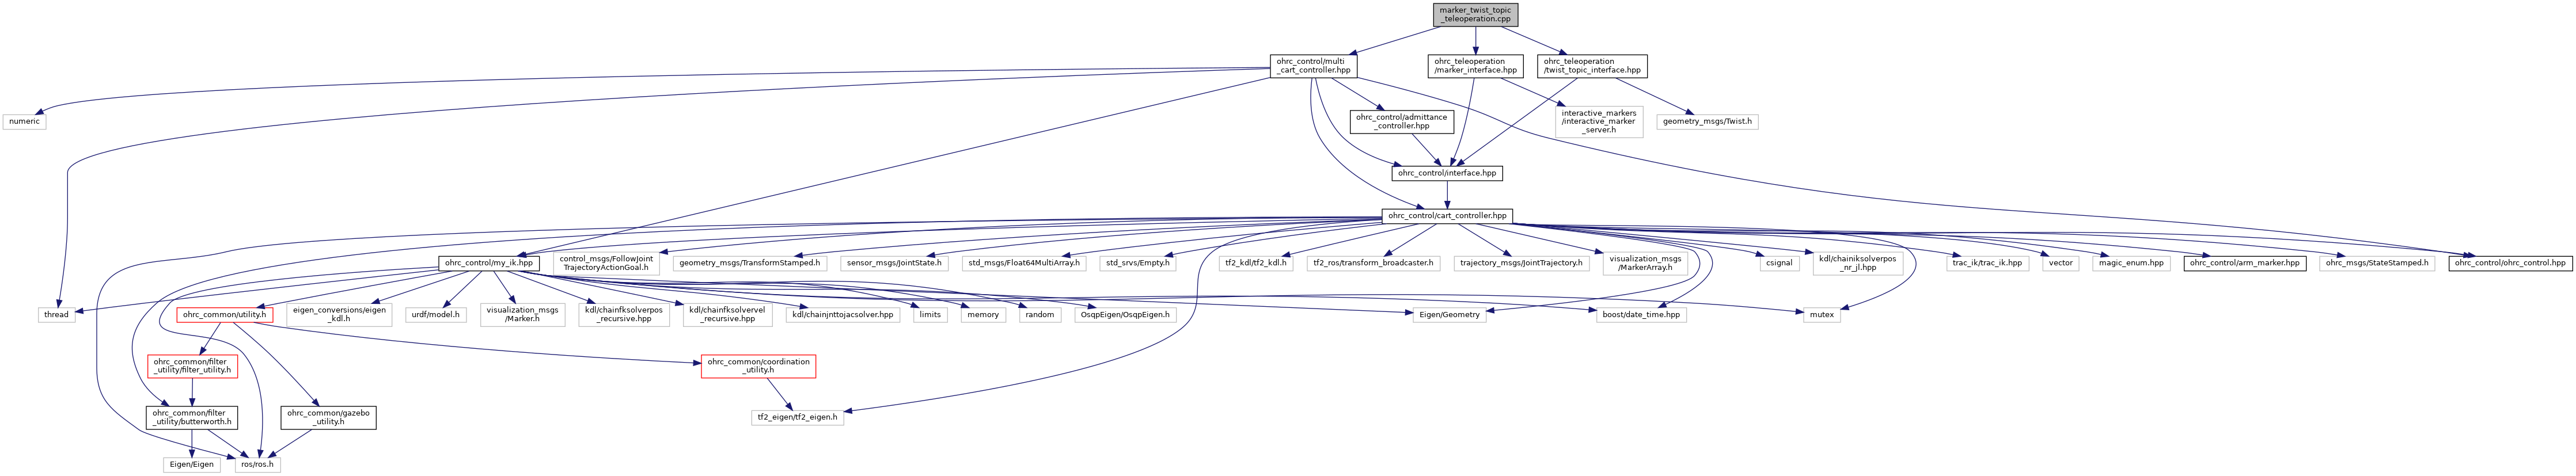 marker_twist_topic
_teleoperation.cpp
ohrc_control/multi
_cart_controller.hpp
ohrc_teleoperation
/marker_interface.hpp
ohrc_teleoperation
/twist_topic_interface.hpp
numeric
ohrc_control/admittance
_controller.hpp
interactive_markers
/interactive_marker
_server.h
geometry_msgs/Twist.h
ohrc_control/interface.hpp
ohrc_control/cart_controller.hpp
ohrc_control/my_ik.hpp
control_msgs/FollowJoint
TrajectoryActionGoal.h
geometry_msgs/TransformStamped.h
sensor_msgs/JointState.h
std_msgs/Float64MultiArray.h
std_srvs/Empty.h
tf2_kdl/tf2_kdl.h
tf2_ros/transform_broadcaster.h
trajectory_msgs/JointTrajectory.h
visualization_msgs
/MarkerArray.h
csignal
kdl/chainiksolverpos
_nr_jl.hpp
trac_ik/trac_ik.hpp
vector
magic_enum.hpp
ohrc_control/arm_marker.hpp
ohrc_msgs/StateStamped.h
ohrc_control/ohrc_control.hpp
thread
ohrc_common/utility.h
eigen_conversions/eigen
_kdl.h
urdf/model.h
visualization_msgs
/Marker.h
kdl/chainfksolverpos
_recursive.hpp
kdl/chainfksolvervel
_recursive.hpp
kdl/chainjnttojacsolver.hpp
limits
memory
random
OsqpEigen/OsqpEigen.h
Eigen/Geometry
boost/date_time.hpp
mutex
ohrc_common/filter
_utility/filter_utility.h
ohrc_common/coordination
_utility.h
ohrc_common/filter
_utility/butterworth.h
ohrc_common/gazebo
_utility.h
tf2_eigen/tf2_eigen.h
Eigen/Eigen
ros/ros.h